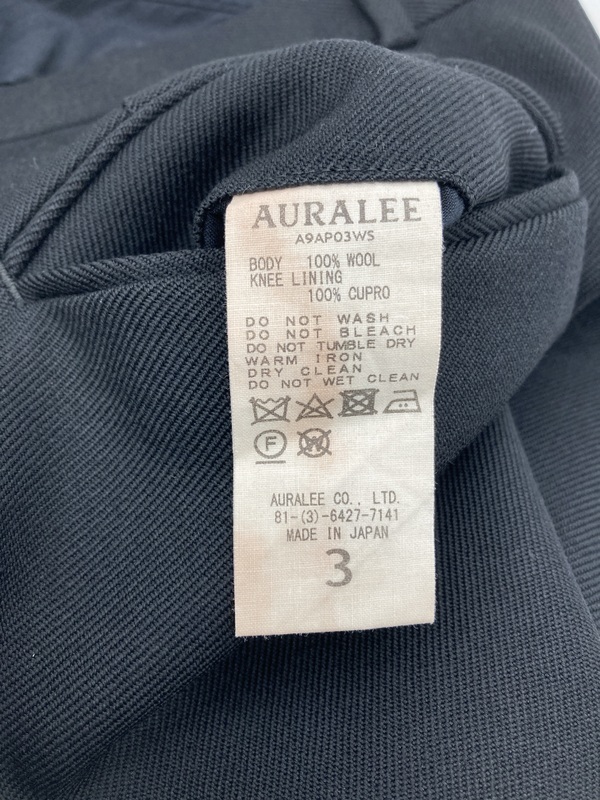 AURALEE
A9AP03WS
BODY 100% WOOL
KNEE LINING
100% CUPRO
DO NOT WASH
DO NOT BLEACH
DO NOT TUMBLE DRY
WARM IRON
DRY CLEAN
DO NOT WET CLEAN
F W
AURALEE CO., LTD.
81-(3)-6427-7141
MADE IN JAPAN
3